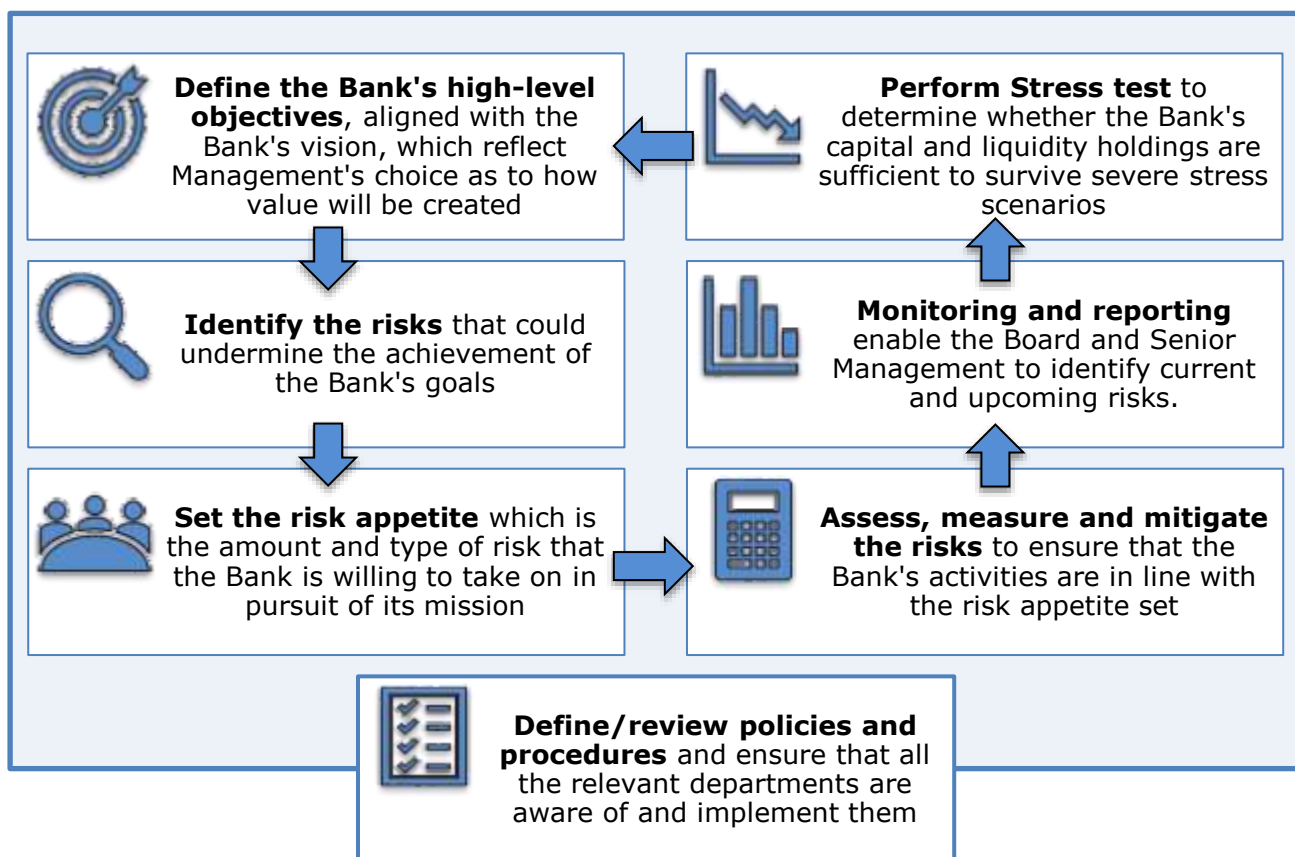 Define the Bank's high-level
objectives, aligned with the
Bank's vision, which reflect
Management's choice as to how
value will be created
Identify the risks that could
undermine the achievement of
the Bank's goals
Set the risk appetite which is
the amount and type of risk that
the Bank is willing to take on in
pursuit of its mission
Assess, measure and mitigate
the risks to ensure that the
Bank's activities are in line with
the risk appetite set
Monitoring and reporting
enable the Board and Senior
Management to identify current
and upcoming risks.
Perform Stress test to
determine whether the Bank's
capital and liquidity holdings are
sufficient to survive severe stress
scenarios
Define/review policies and
procedures and ensure that all
the relevant departments are
aware of and implement them